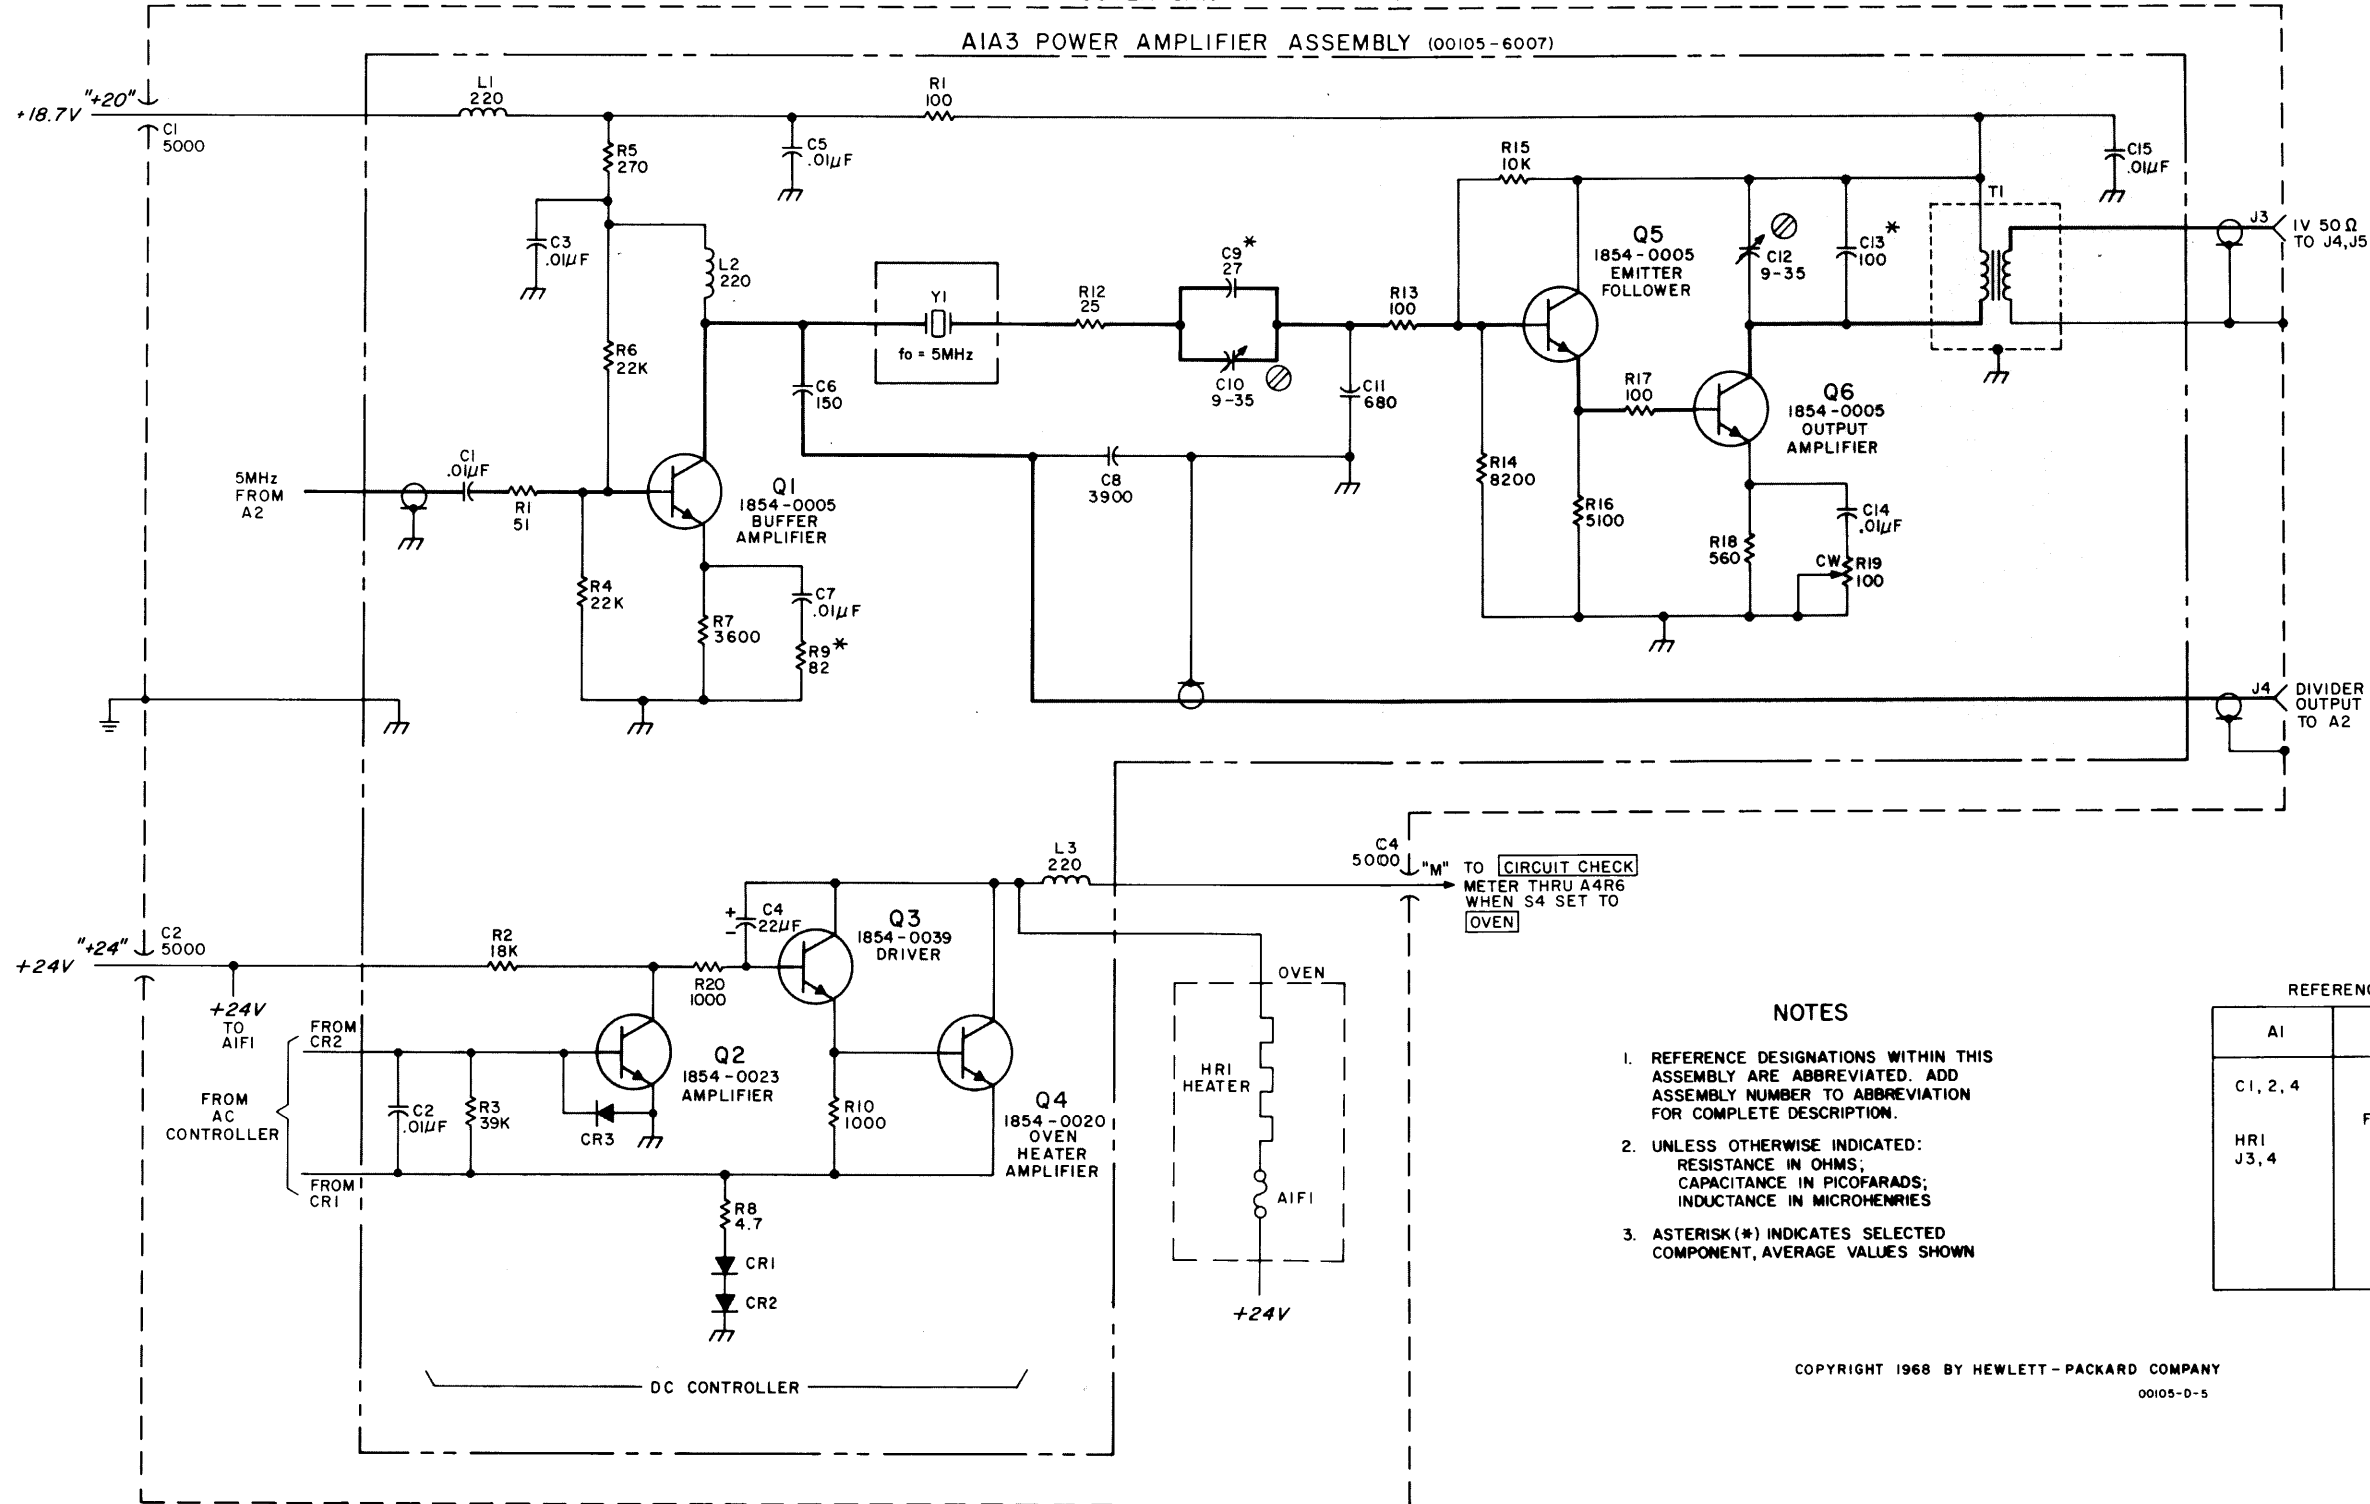 A1A3 POWER AMPLIFIER ASSEMBLY (00105-6007)
+18.7V
"+20"
C1
5000
L1
220
R1
100
R5
270
C5
.01µF
C3
.01µF
L2
220
R6
22K
Y1
fo = 5MHz
R12
25
C9*
27
C10
9-35
R13
100
C11
680
C6
150
C8
3900
R15
10K
Q5
1854-0005
EMITTER
FOLLOWER
C12
9-35
C13*
100
T1
C15
.01µF
J3
1V 50Ω
TO J4,J5
R17
100
Q6
1854-0005
OUTPUT
AMPLIFIER
R14
8200
R16
5100
R18
560
C14
.01µF
CW
R19
100
5MHz
FROM
A2
C1
.01µF
R1
51
Q1
1854-0005
BUFFER
AMPLIFIER
R4
22K
R7
3600
C7
.01µF
R9*
82
J4
DIVIDER
OUTPUT
TO A2
+24V
"+24"
C2
5000
+24V
TO
A1F1
R2
18K
R20
1000
C4
22µF
+
-
Q3
1854-0039
DRIVER
L3
220
C4
5000
"M"
TO CIRCUIT CHECK
METER THRU A4R6
WHEN S4 SET TO
OVEN
FROM
CR2
FROM
AC
CONTROLLER
FROM
CR1
C2
.01µF
R3
39K
Q2
1854-0023
AMPLIFIER
CR3
R10
1000
Q4
1854-0020
OVEN
HEATER
AMPLIFIER
R8
4.7
CR1
CR2
OVEN
HR1
HEATER
A1F1
+24V
DC CONTROLLER
NOTES
1. REFERENCE DESIGNATIONS WITHIN THIS
ASSEMBLY ARE ABBREVIATED. ADD
ASSEMBLY NUMBER TO ABBREVIATION
FOR COMPLETE DESCRIPTION.
2. UNLESS OTHERWISE INDICATED:
RESISTANCE IN OHMS;
CAPACITANCE IN PICOFARADS;
INDUCTANCE IN MICROHENRIES
3. ASTERISK(*) INDICATES SELECTED
COMPONENT, AVERAGE VALUES SHOWN
A1
C1, 2, 4
HR1
J3, 4
COPYRIGHT 1968 BY HEWLETT-PACKARD COMPANY
00105-D-5